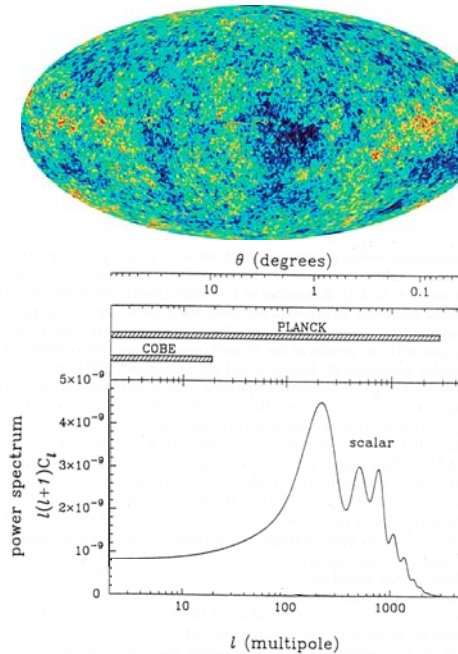 θ (degrees)
10 1 0.1
PLANCK
COBE
5×10⁻⁹
4×10⁻⁹
3×10⁻⁹
2×10⁻⁹
10⁻⁹
0
power spectrum
l(l+1)Cₗ
scalar
10 100 1000
l (multipole)